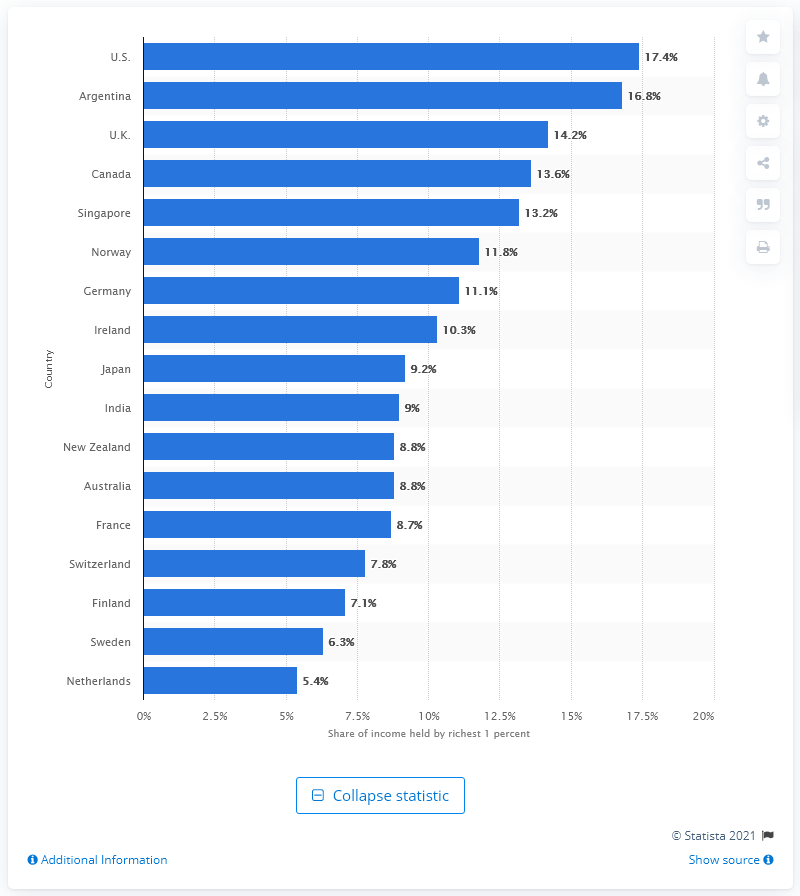 U.S. 17.4%
Argentina 16.8%
U.K. 14.2%
Canada 13.6%
Singapore 13.2%
Norway 11.8%
Germany 11.1%
Ireland 10.3%
Country
Japan 9.2%
India 9%
New Zealand 8.8%
Australia 8.8%
France 8.7%
Switzerland 7.8%
Finland 7.1%
Sweden 6.3%
Netherlands 5.4%
0% 2.5% 5% 7.5% 10% 12.5% 15% 17.5% 20%
Share of income held by richest 1 percent
Collapse statistic
© Statista 2021
Additional Information Show source